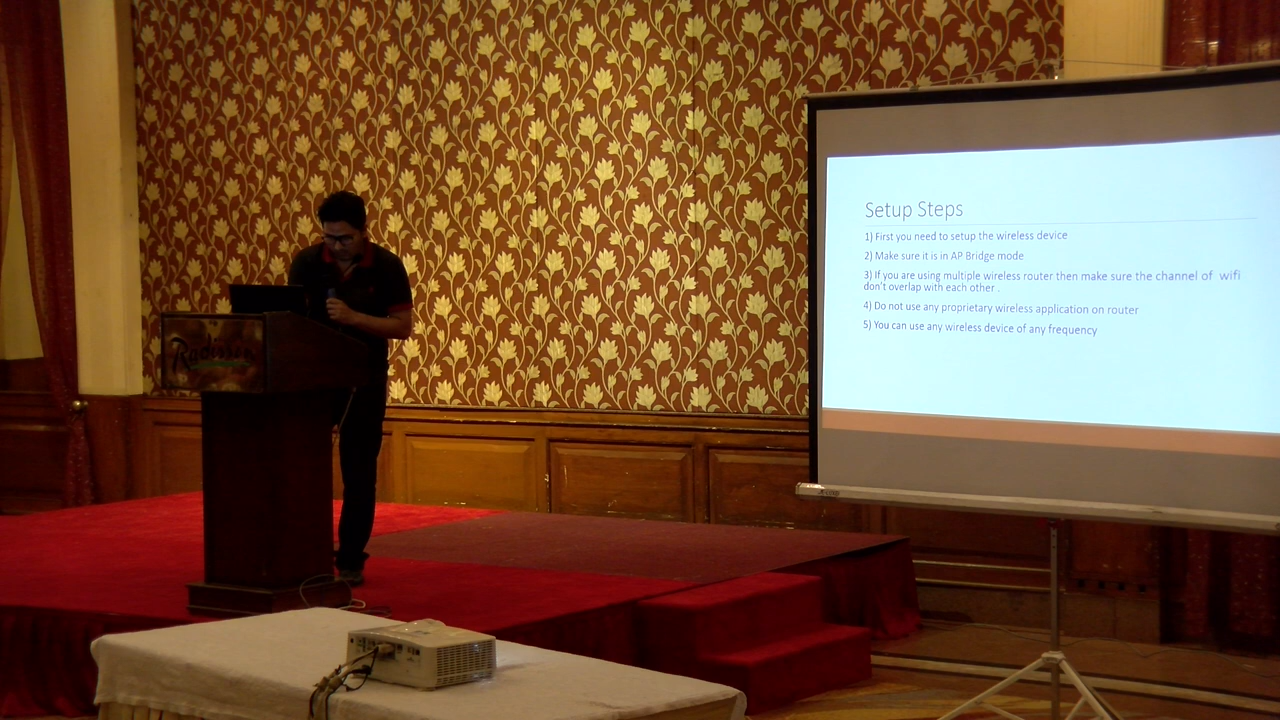 Radisson
Setup Steps
1) First you need to setup the wireless device
2) Make sure it is in AP Bridge mode
3) If you are using multiple wireless router then make sure the channel of wifi
don't overlap with each other .
4) Do not use any proprietary wireless application on router
5) You can use any wireless device of any frequency